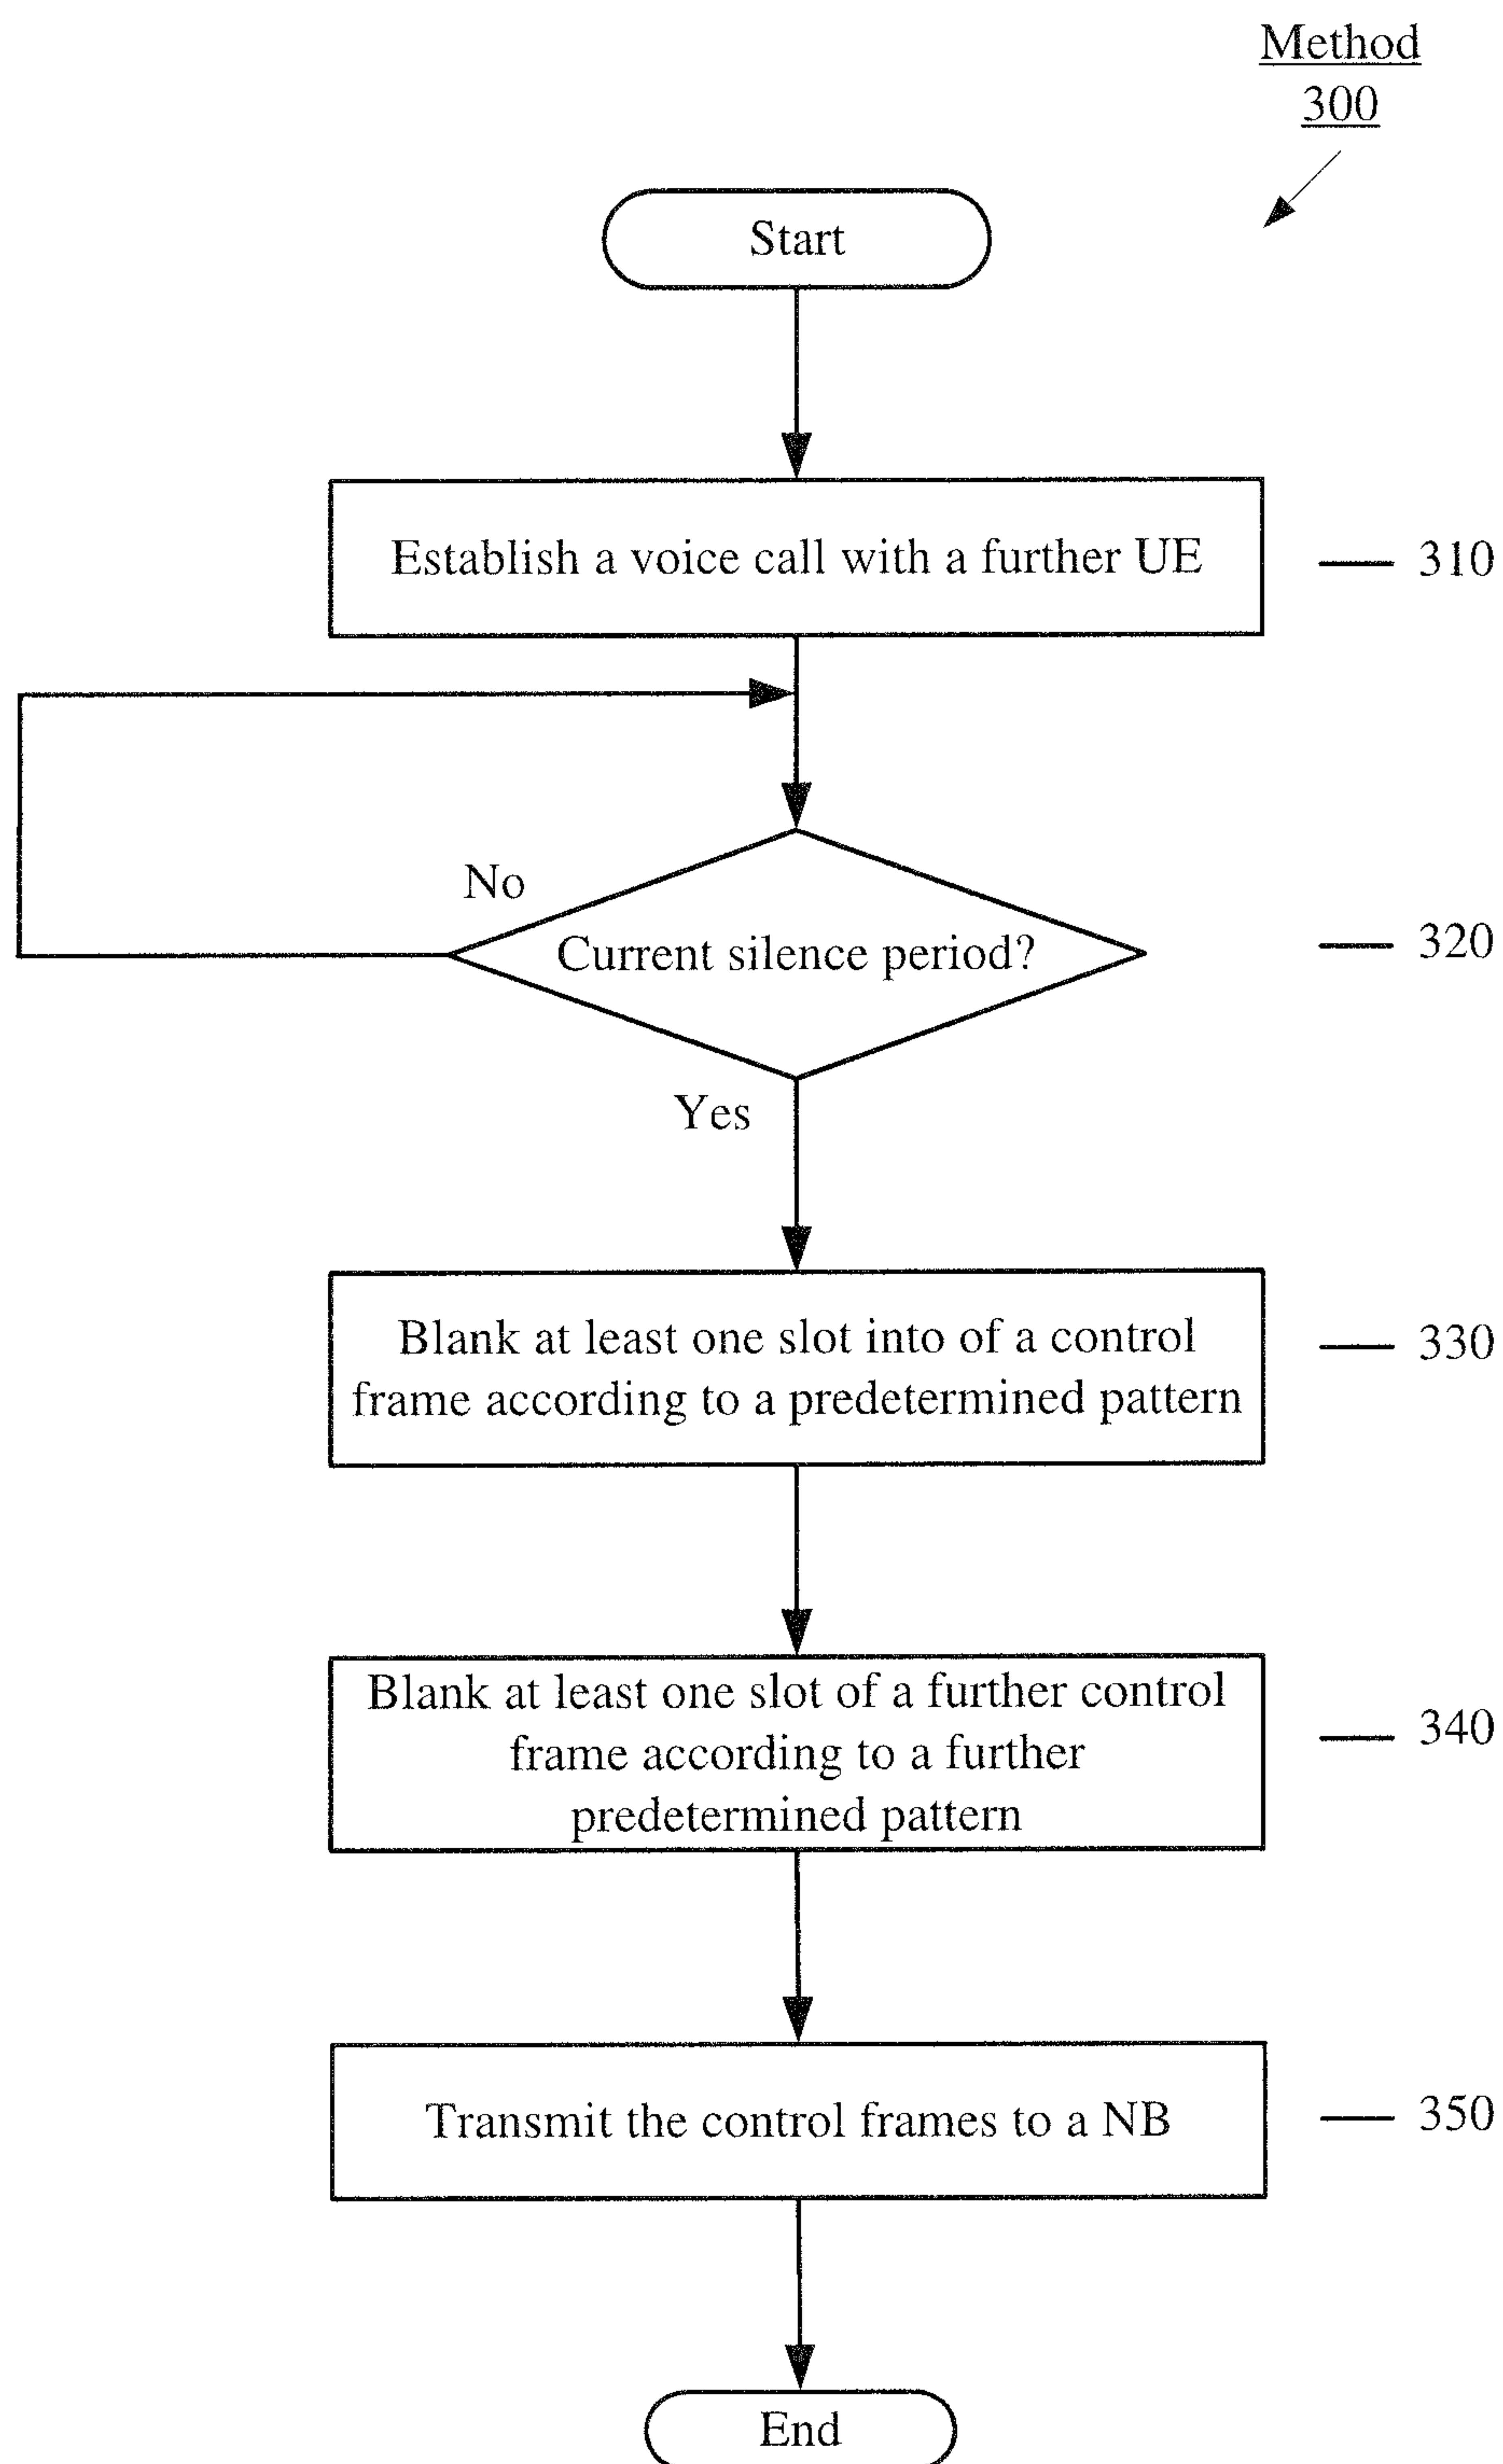 Method
300
Start
Establish a voice call with a further UE
310
No
Current silence period?
320
Yes
Blank at least one slot into of a control
frame according to a predetermined pattern
330
Blank at least one slot of a further control
frame according to a further
predetermined pattern
340
Transmit the control frames to a NB
350
End